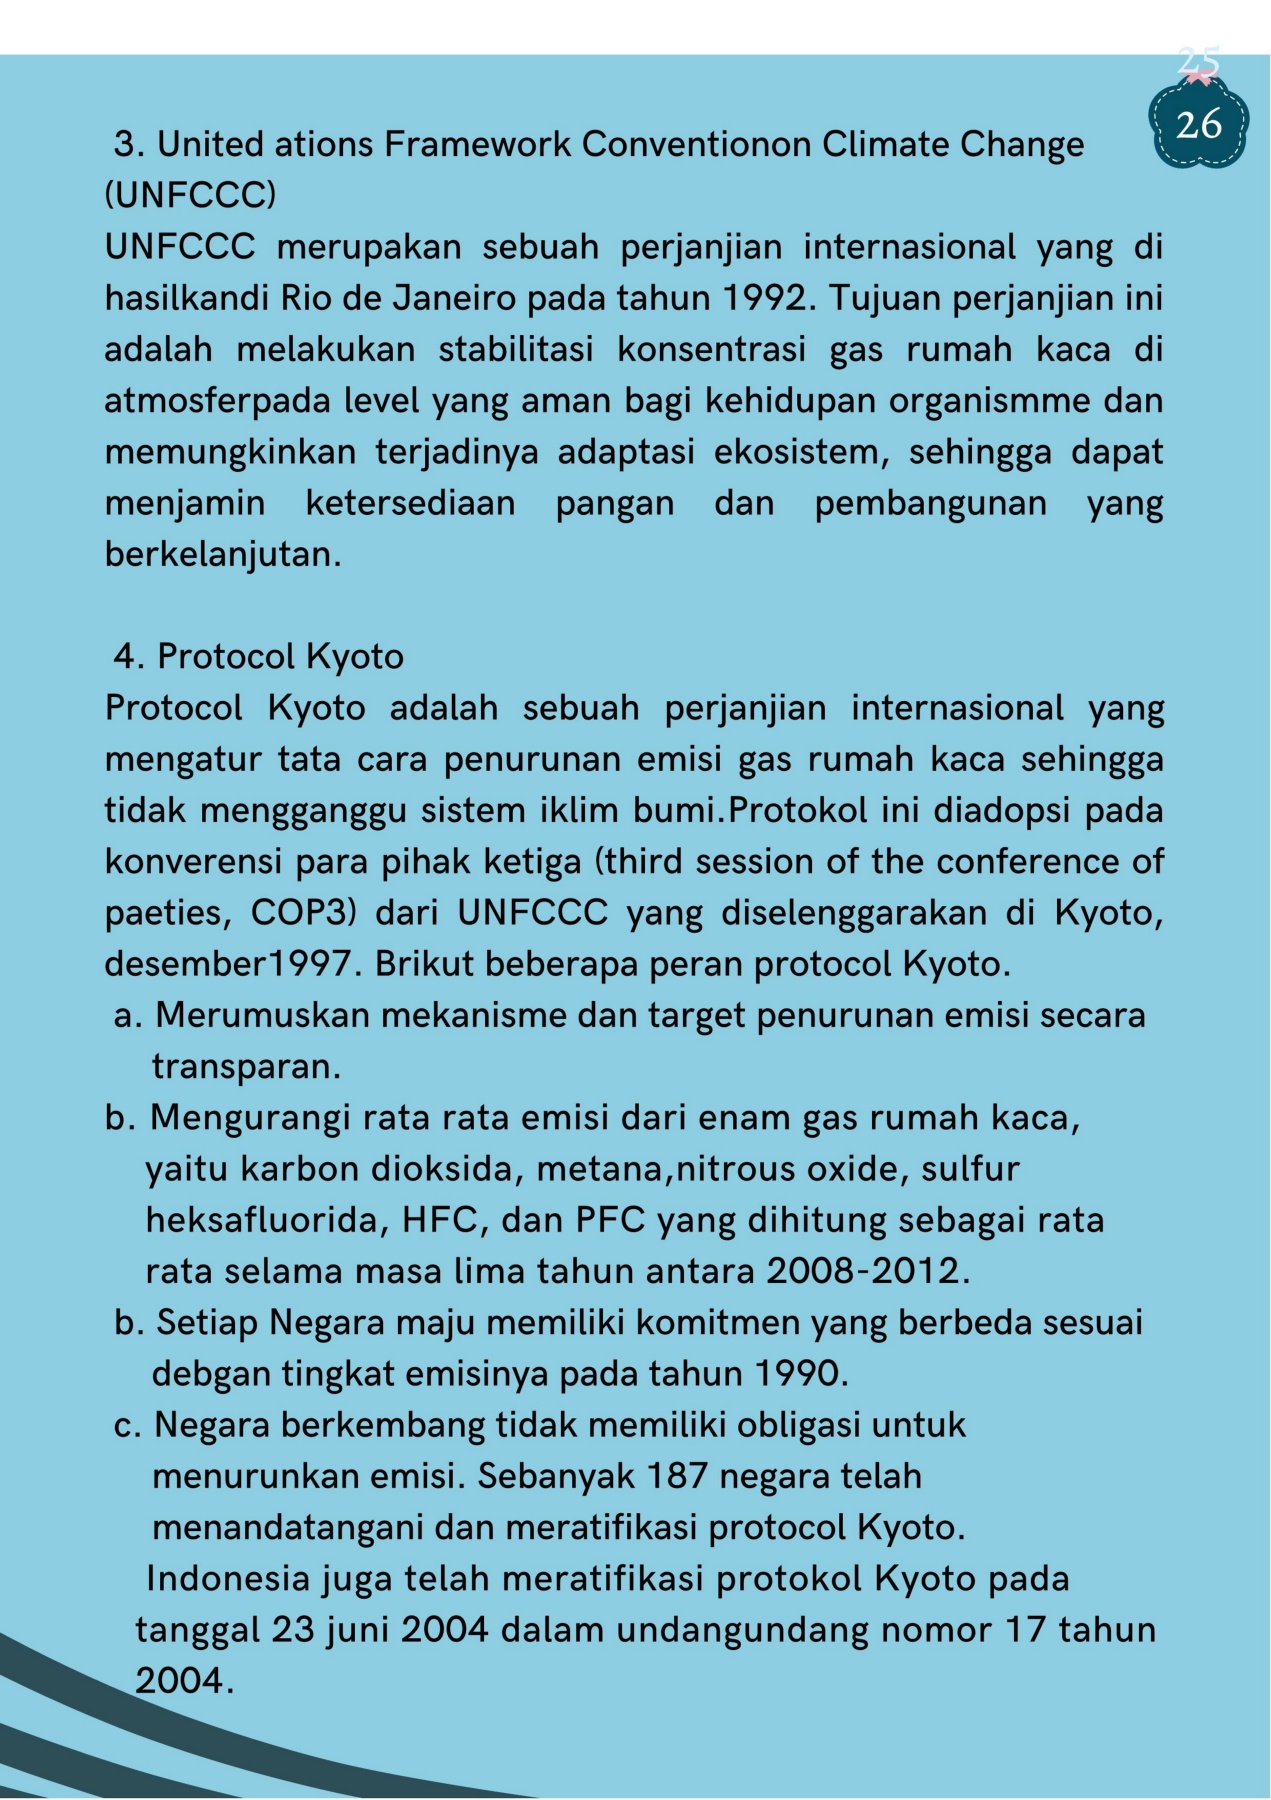 25
26
3. United ations Framework Conventionon Climate Change
(UNFCCC)
UNFCCC merupakan sebuah perjanjian internasional yang di
hasilkandi Rio de Janeiro pada tahun 1992. Tujuan perjanjian ini
adalah melakukan stabilitasi konsentrasi gas rumah kaca di
atmosferpada level yang aman bagi kehidupan organismme dan
memungkinkan terjadinya adaptasi ekosistem, sehingga dapat
menjamin ketersediaan pangan dan pembangunan yang
berkelanjutan.
4. Protocol Kyoto
Protocol Kyoto adalah sebuah perjanjian internasional yang
mengatur tata cara penurunan emisi gas rumah kaca sehingga
tidak mengganggu sistem iklim bumi.Protokol ini diadopsi pada
konverensi para pihak ketiga (third session of the conference of
paeties, COP3) dari UNFCCC yang diselenggarakan di Kyoto,
desember1997. Brikut beberapa peran protocol Kyoto.
a. Merumuskan mekanisme dan target penurunan emisi secara
transparan.
b. Mengurangi rata rata emisi dari enam gas rumah kaca,
yaitu karbon dioksida, metana,nitrous oxide, sulfur
heksafluorida, HFC, dan PFC yang dihitung sebagai rata
rata selama masa lima tahun antara 2008-2012.
b. Setiap Negara maju memiliki komitmen yang berbeda sesuai
debgan tingkat emisinya pada tahun 1990.
c. Negara berkembang tidak memiliki obligasi untuk
menurunkan emisi. Sebanyak 187 negara telah
menandatangani dan meratifikasi protocol Kyoto.
Indonesia juga telah meratifikasi protokol Kyoto pada
tanggal 23 juni 2004 dalam undangundang nomor 17 tahun
2004.